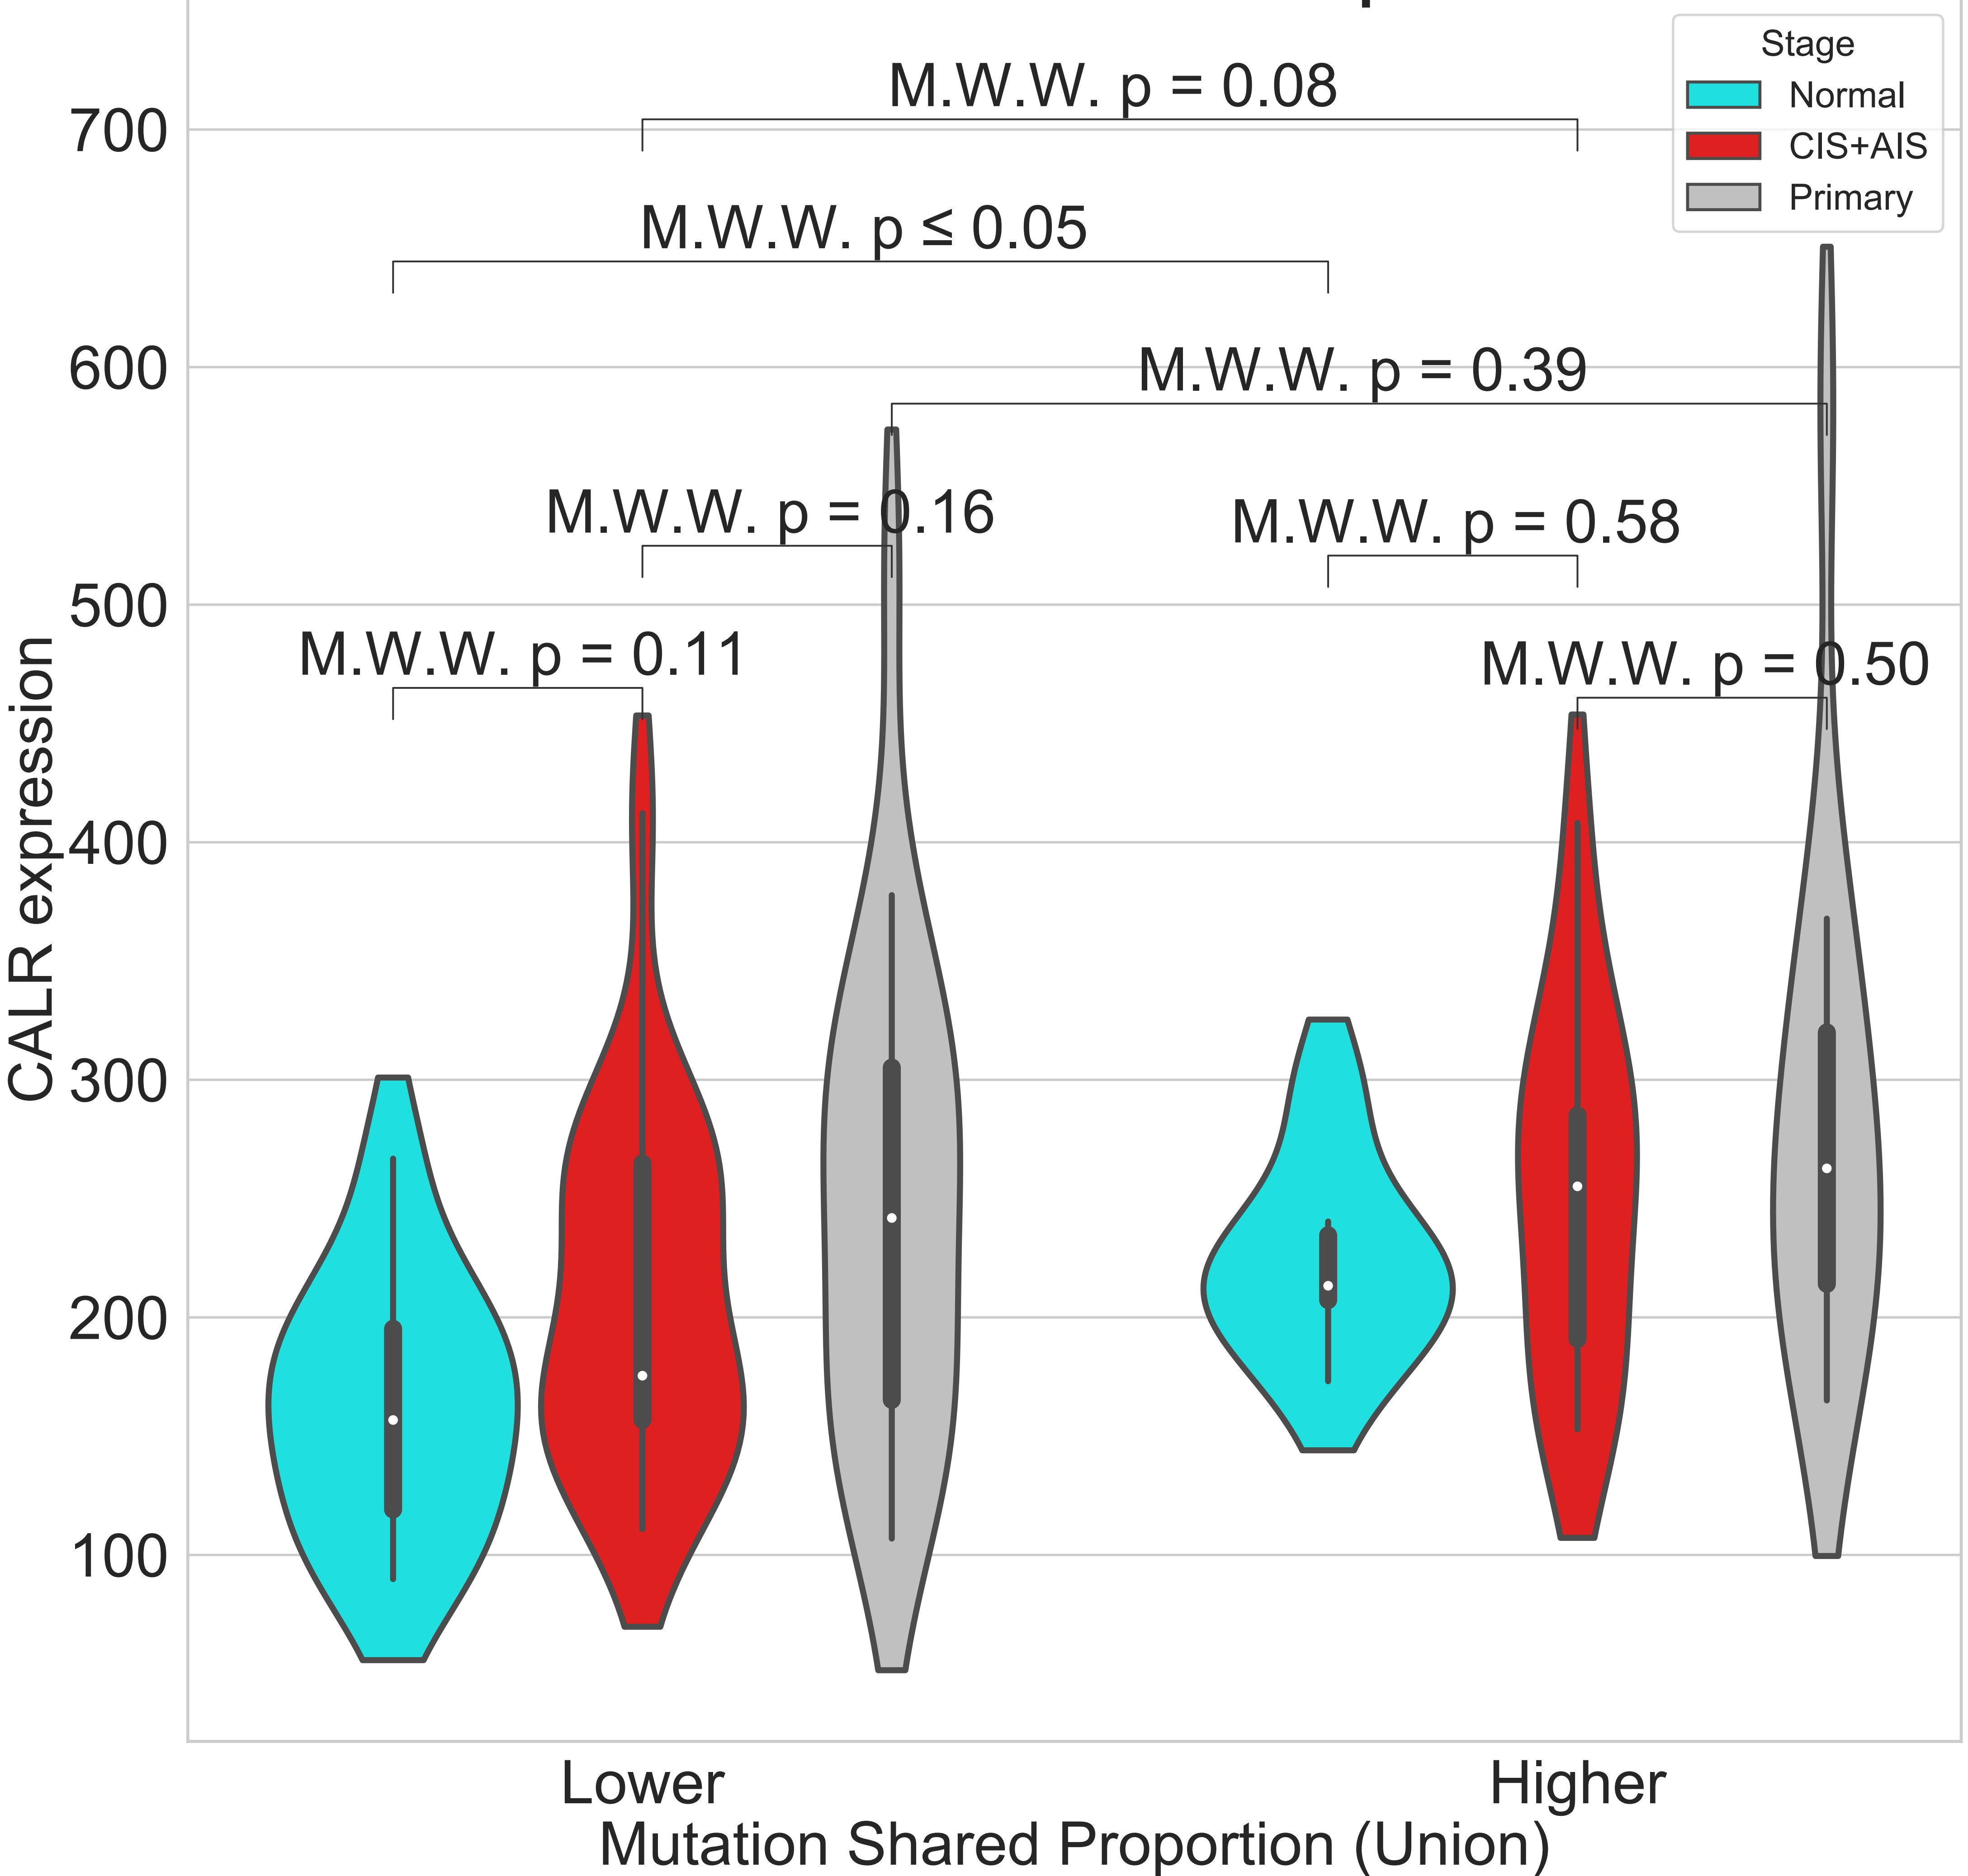 Stage
Normal
CIS+AIS
Primary
M.W.W. p = 0.08
M.W.W. p ≤ 0.05
M.W.W. p = 0.39
M.W.W. p = 0.16
M.W.W. p = 0.58
M.W.W. p = 0.11
M.W.W. p = 0.50
700
600
500
400
300
200
100
CALR expression
Lower
Higher
Mutation Shared Proportion (Union)